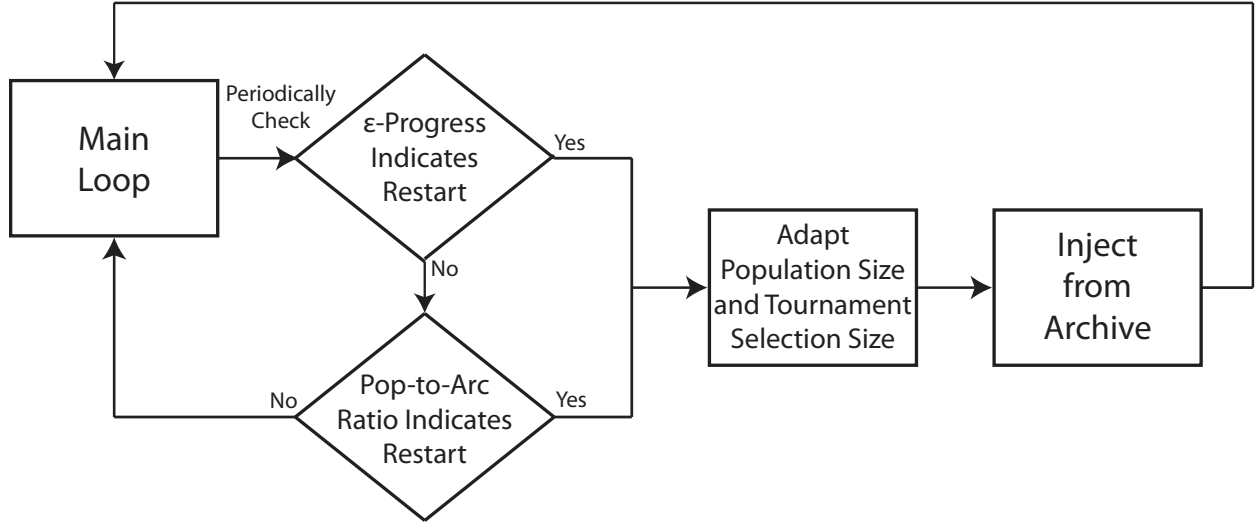 Main
Loop
Periodically
Check
ε-Progress
Indicates
Restart
Yes
No
Pop-to-Arc
Ratio Indicates
Restart
No
Yes
Adapt
Population Size
and Tournament
Selection Size
Inject
from
Archive